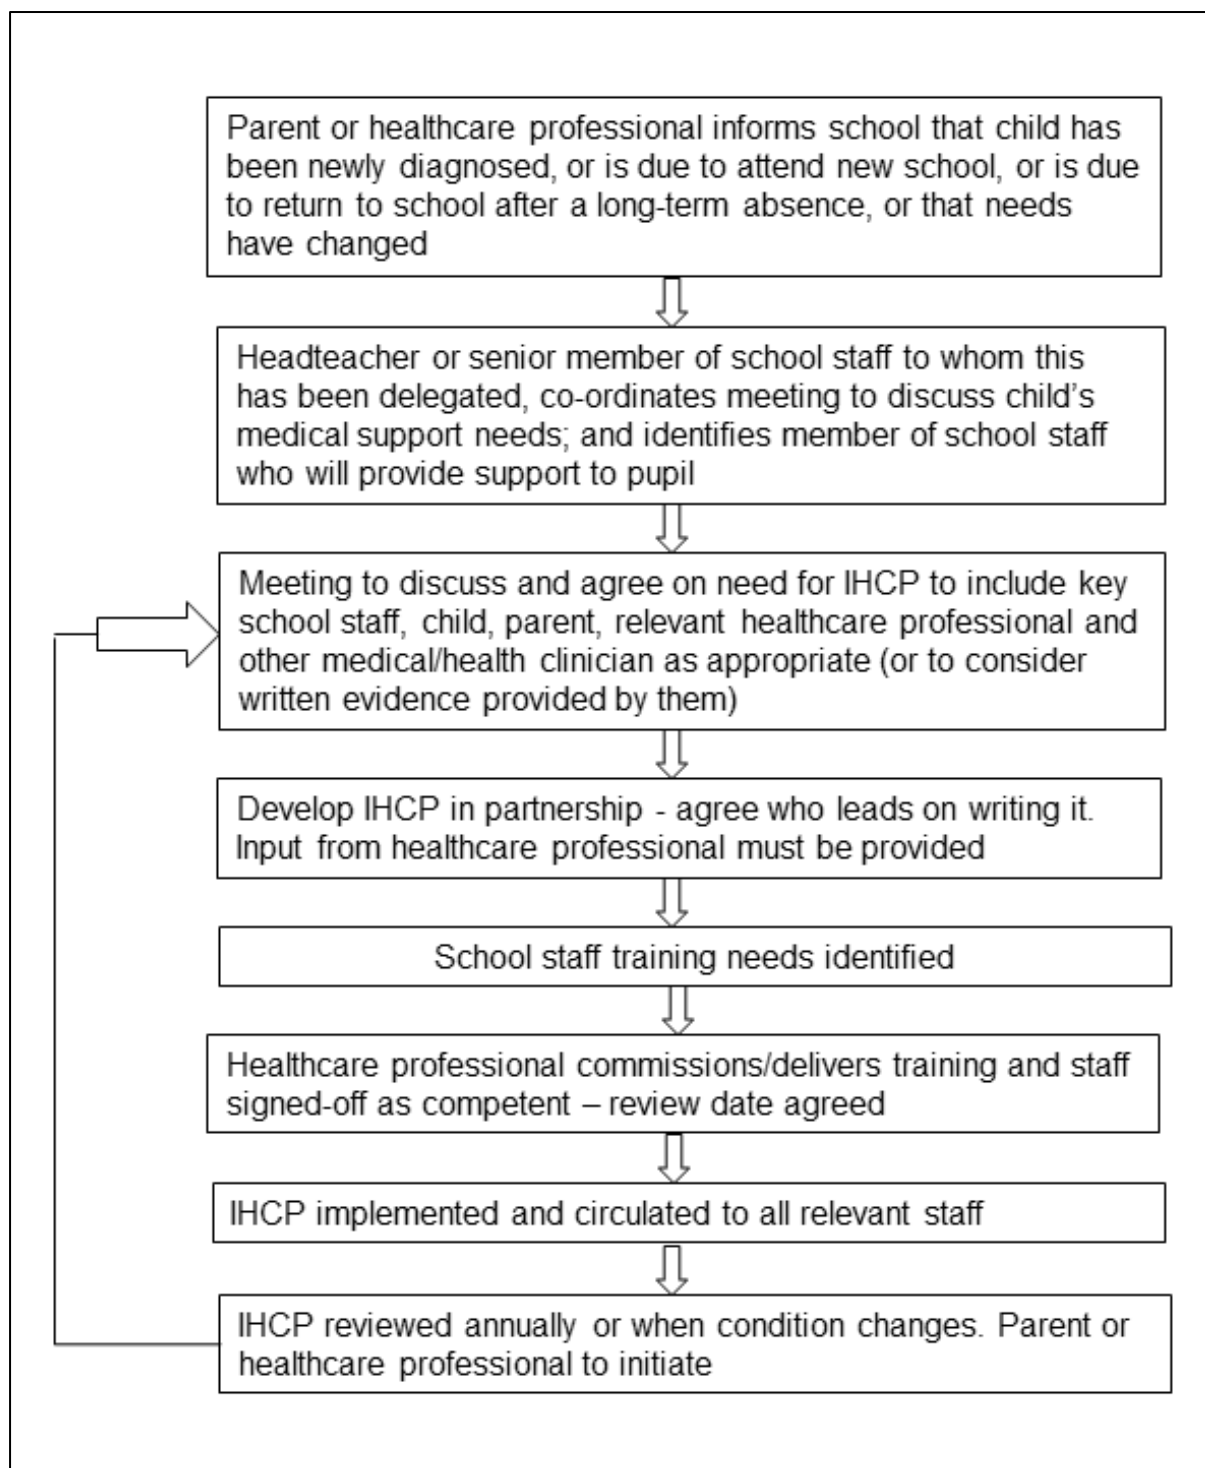 Parent or healthcare professional informs school that child has
been newly diagnosed, or is due to attend new school, or is due
to return to school after a long-term absence, or that needs
have changed
Headteacher or senior member of school staff to whom this
has been delegated, co-ordinates meeting to discuss child’s
medical support needs; and identifies member of school staff
who will provide support to pupil
Meeting to discuss and agree on need for IHCP to include key
school staff, child, parent, relevant healthcare professional and
other medical/health clinician as appropriate (or to consider
written evidence provided by them)
Develop IHCP in partnership - agree who leads on writing it.
Input from healthcare professional must be provided
School staff training needs identified
Healthcare professional commissions/delivers training and staff
signed-off as competent – review date agreed
IHCP implemented and circulated to all relevant staff
IHCP reviewed annually or when condition changes. Parent or
healthcare professional to initiate